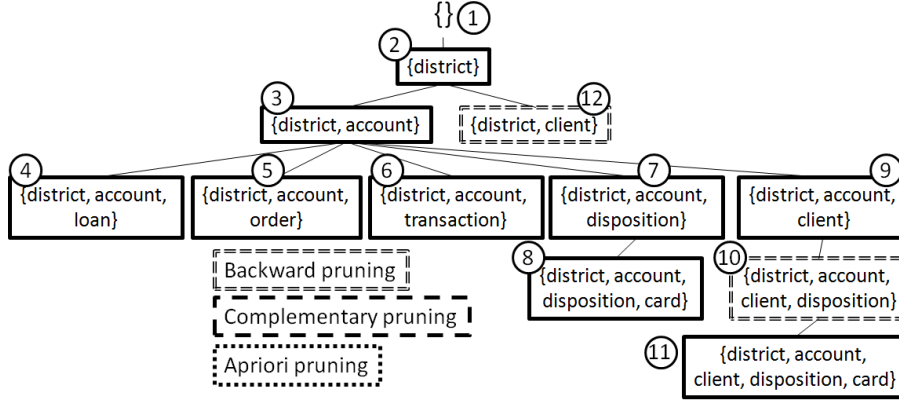 {} 1
2
{district}
3
12
{district, account}
{district, client}
4
5
6
7
9
{district, account,
loan}
{district, account,
order}
{district, account,
transaction}
{district, account,
disposition}
{district, account,
client}
8
10
{district, account,
disposition, card}
{district, account,
client, disposition}
Backward pruning
Complementary pruning
Apriori pruning
11
{district, account,
client, disposition, card}